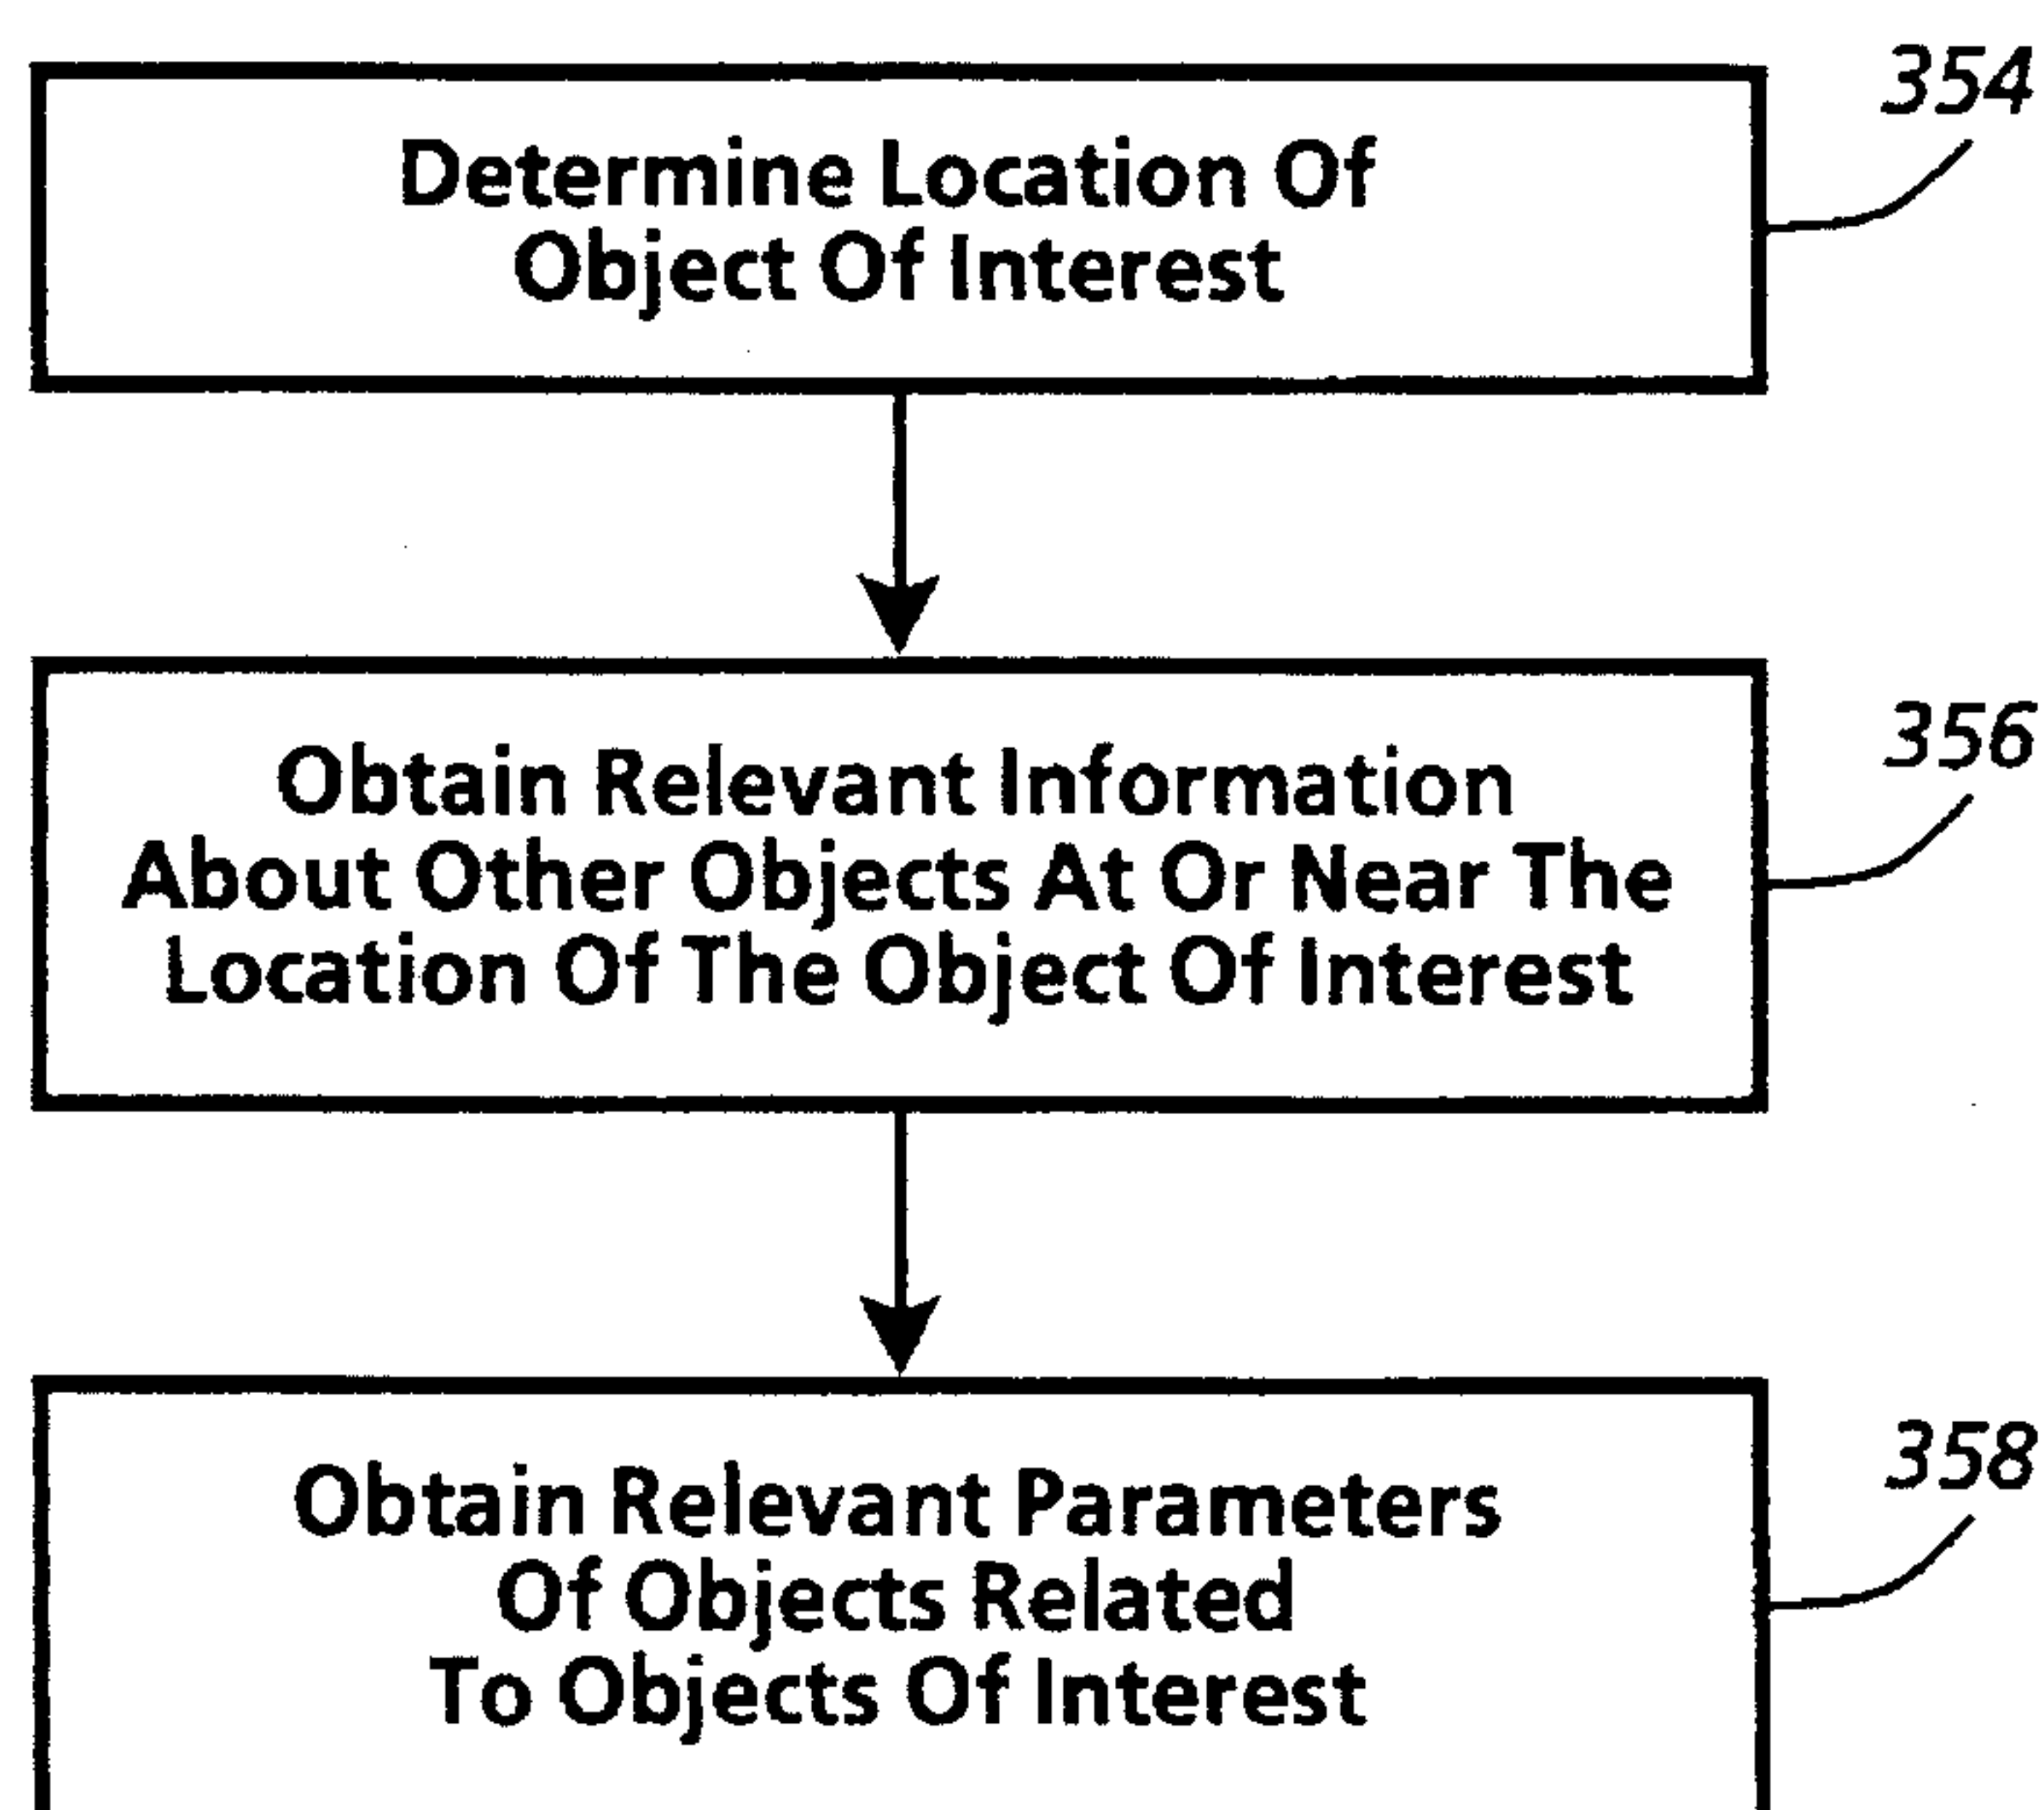 354
Determine Location Of
Object Of Interest
356
Obtain Relevant Information
About Other Objects At Or Near The
Location Of The Object Of Interest
358
Obtain Relevant Parameters
Of Objects Related
To Objects Of Interest